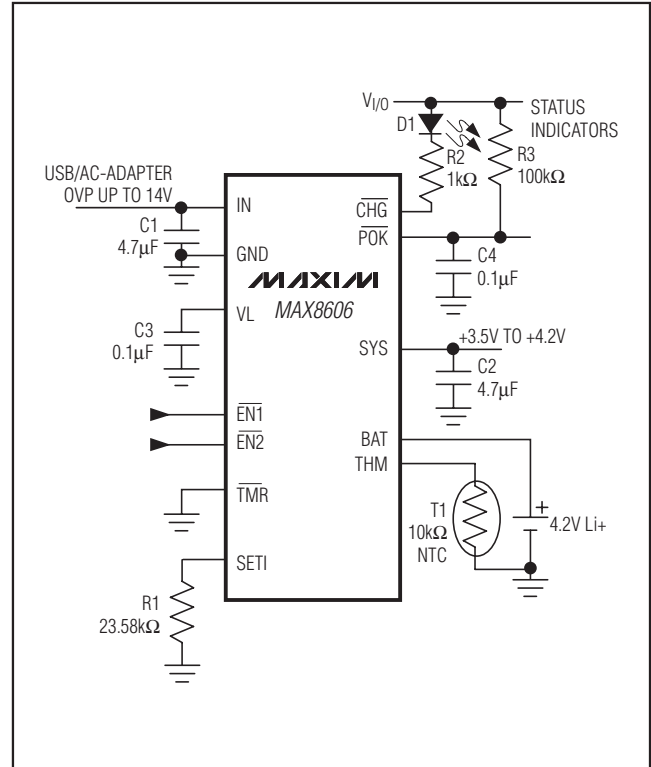 V I/O
STATUS
INDICATORS
D1
R2
1kΩ
R3
100kΩ
USB/AC-ADAPTER
OVP UP TO 14V
IN
C1
4.7µF
GND
CHG
POK
C4
0.1µF
MAXIM
MAX8606
VL
C3
0.1µF
SYS
+3.5V TO +4.2V
C2
4.7µF
EN1
EN2
BAT
THM
TMR
T1
10kΩ
NTC
+
4.2V Li+
SETI
R1
23.58kΩ